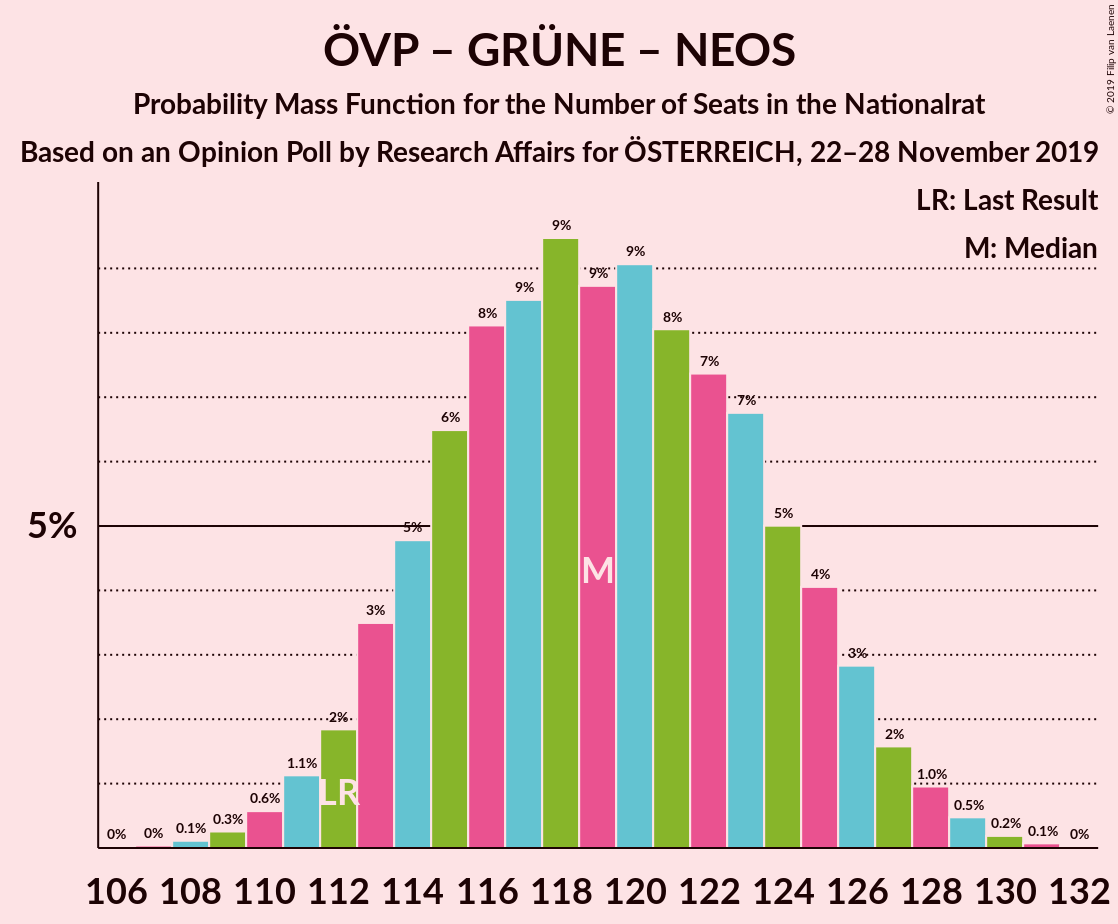 ÖVP – GRÜNE – NEOS
Probability Mass Function for the Number of Seats in the Nationalrat
Based on an Opinion Poll by Research Affairs for ÖSTERREICH, 22–28 November 2019
© 2019 Filip van Laenen
LR: Last Result
M: Median
5%
0% 0% 0.1% 0.3% 0.6% 1.1% 2% 3% 5% 6% 8% 9% 9% 9% 9% 8% 7% 7% 5% 4% 3% 2% 1.0% 0.5% 0.2% 0.1% 0%
LR M
106 108 110 112 114 116 118 120 122 124 126 128 130 132